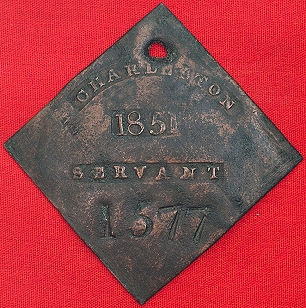 CHARLESTON
1851
SERVANT
1577